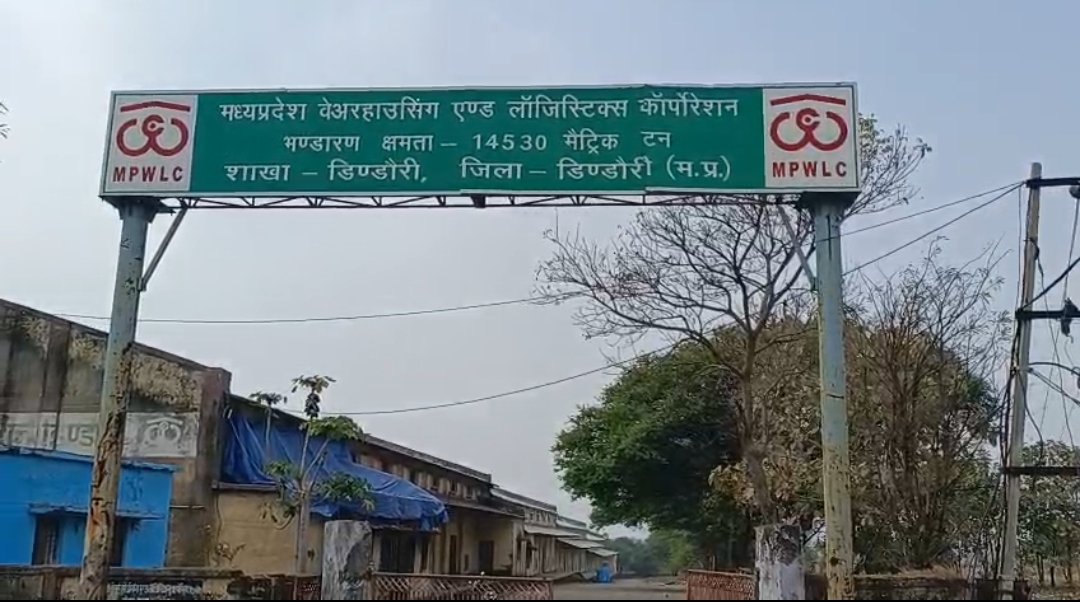 मध्यप्रदेश वेअरहाउसिंग एण्ड लॉजिस्टिक्स कॉर्पोरेशन
भण्डारण क्षमता – 14530 मैट्रिक टन
शाखा – डिण्डौरी, जिला – डिण्डौरी (म.प्र.)
MPWLC
MPWLC